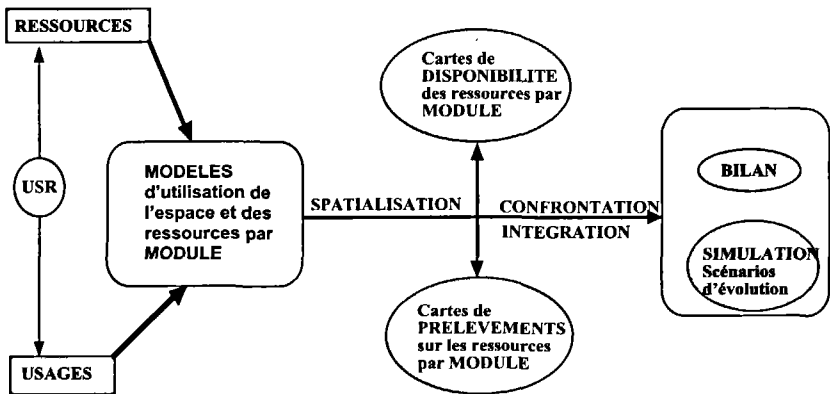 RESSOURCES
USR
USAGES
MODELES
d'utilisation de
l'espace et des
ressources par
MODULE
SPATIALISATION
Cartes de
DISPONIBILITE
des ressources par
MODULE
Cartes de
PRELEVEMENTS
sur les ressources
par MODULE
CONFRONTATION
INTEGRATION
BILAN
SIMULATION
Scénarios
d'évolution